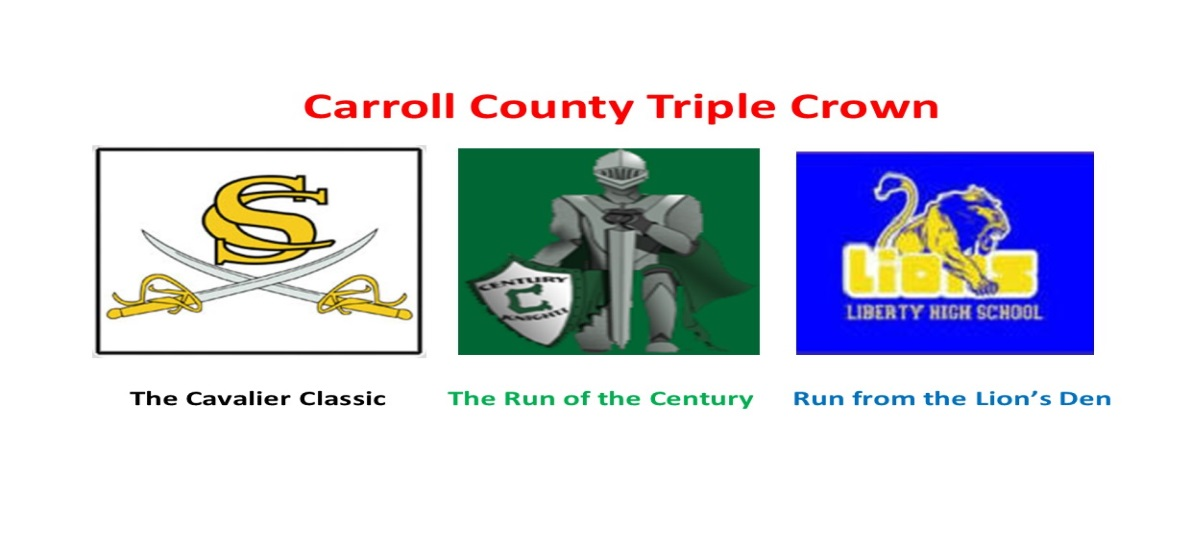 Carroll County Triple Crown
SC
CENTURY
C
KNIGHTS
Lions
LIBERTY HIGH SCHOOL
The Cavalier Classic
The Run of the Century
Run from the Lion’s Den